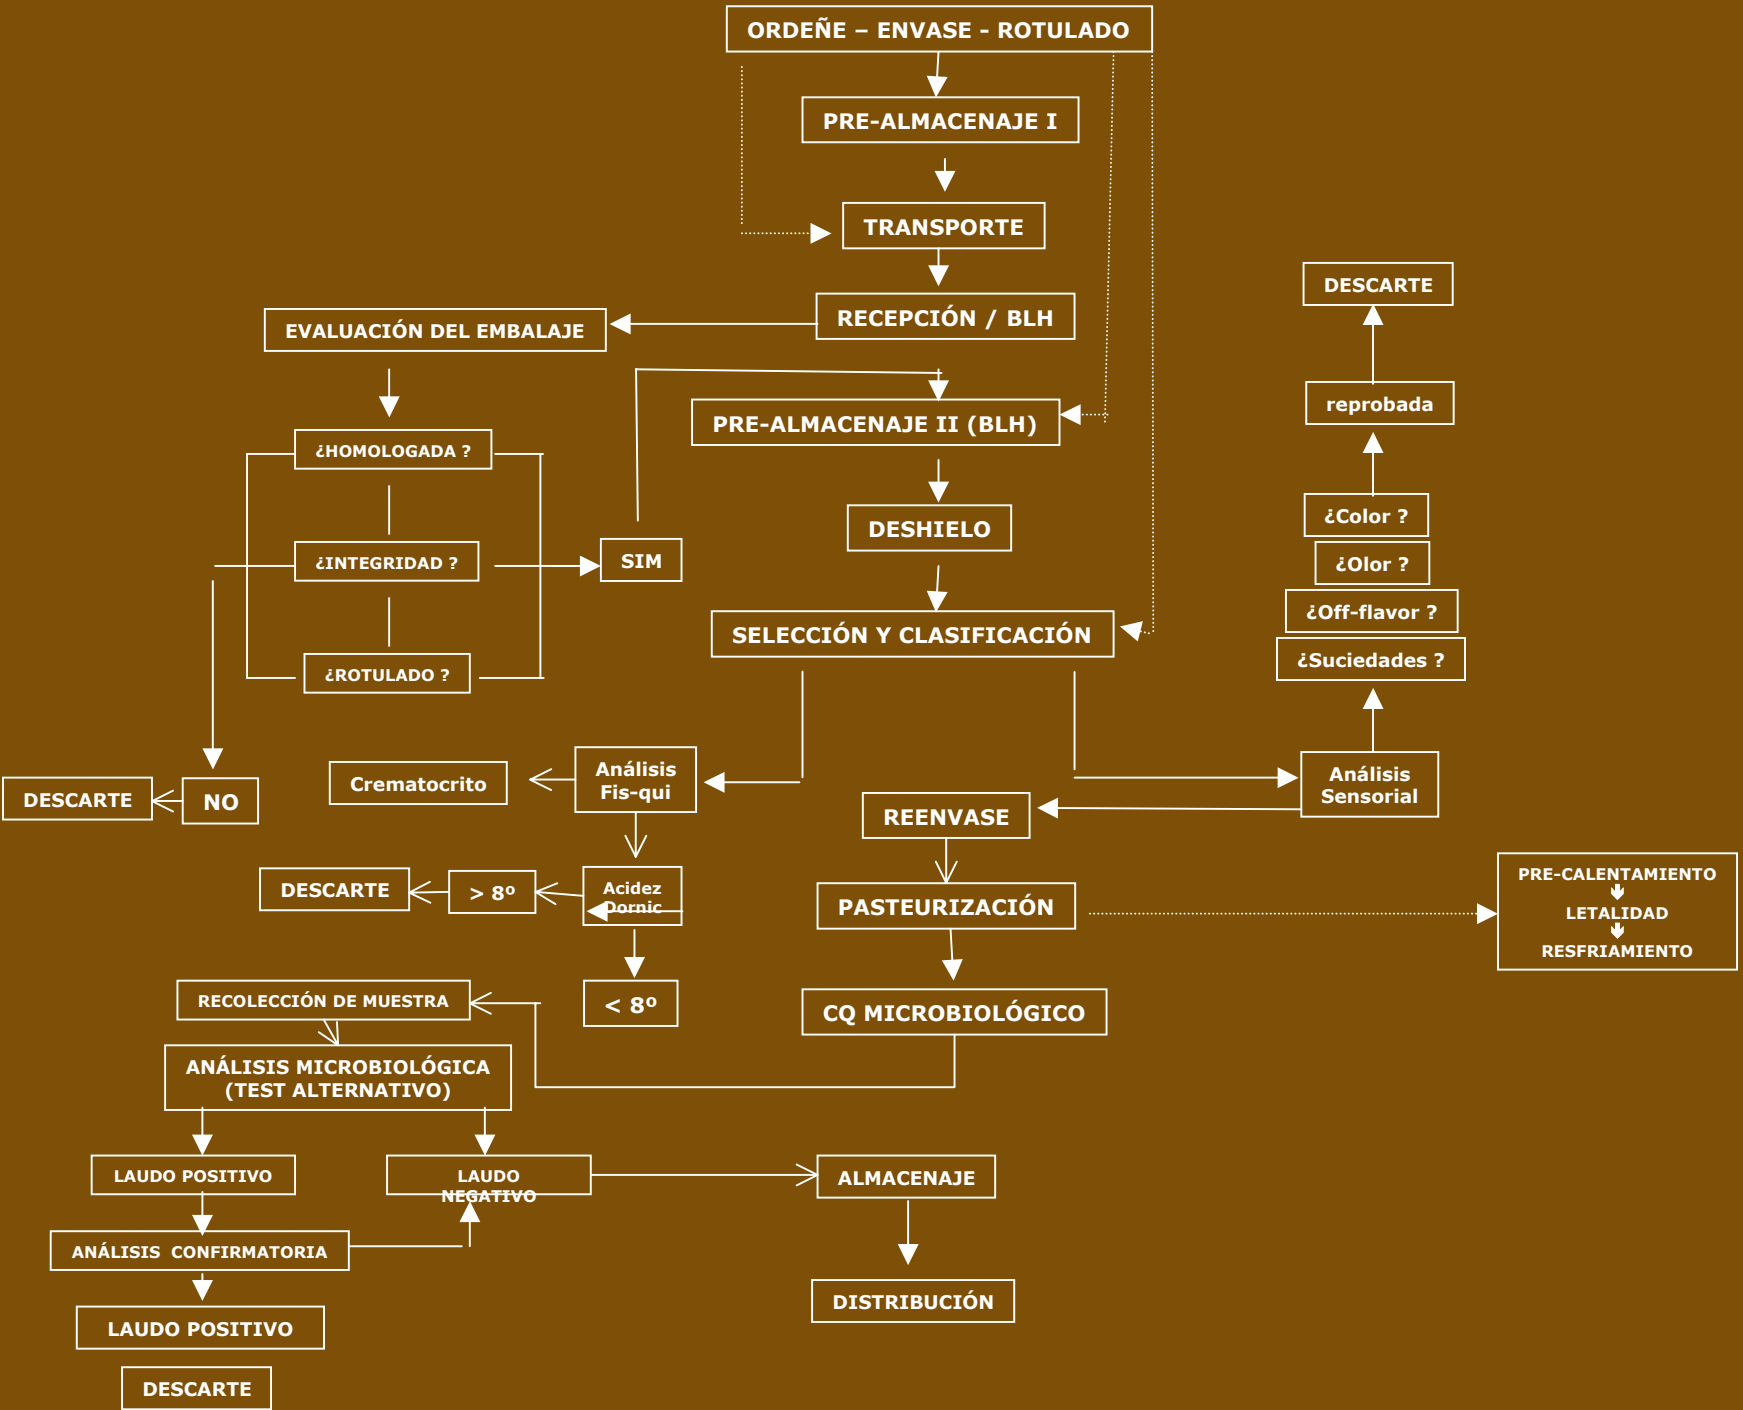 ORDEÑE – ENVASE - ROTULADO
PRE-ALMACENAJE I
TRANSPORTE
RECEPCIÓN / BLH
EVALUACIÓN DEL EMBALAJE
¿HOMOLOGADA ?
¿INTEGRIDAD ?
¿ROTULADO ?
SIM
NO
DESCARTE
PRE-ALMACENAJE II (BLH)
DESHIELO
SELECCIÓN Y CLASIFICACIÓN
DESCARTE
reprobada
¿Color ?
¿Olor ?
¿Off-flavor ?
¿Suciedades ?
Análisis
Sensorial
Análisis
Fis-qui
Crematocrito
Acidez
Dornic
> 8º
DESCARTE
< 8º
REENVASE
PASTEURIZACIÓN
PRE-CALENTAMIENTO
LETALIDAD
RESFRIAMIENTO
CQ MICROBIOLÓGICO
RECOLECCIÓN DE MUESTRA
ANÁLISIS MICROBIOLÓGICA
(TEST ALTERNATIVO)
LAUDO POSITIVO
LAUDO
NEGATIVO
ALMACENAJE
ANÁLISIS  CONFIRMATORIA
DISTRIBUCIÓN
LAUDO POSITIVO
DESCARTE